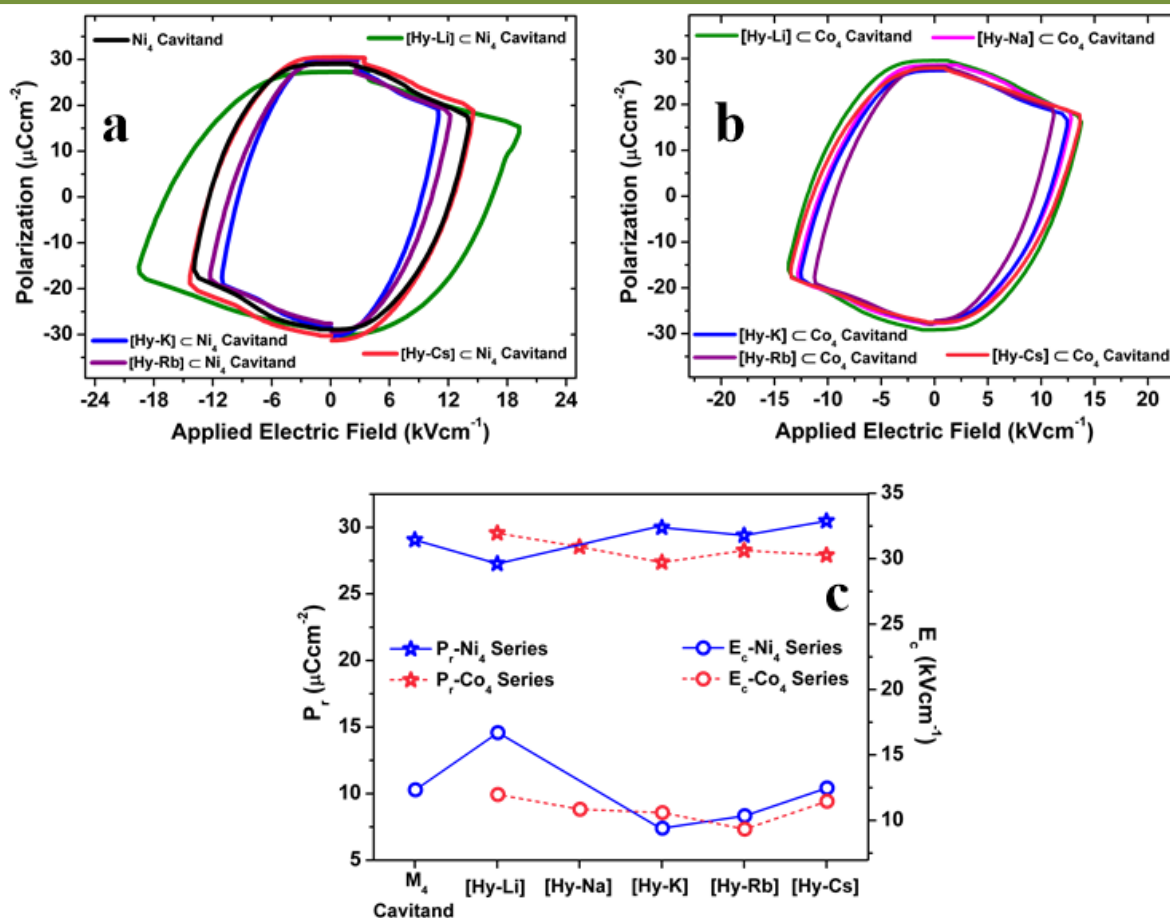 Ni₄ Cavitand
[Hy-Li] ⊂ Ni₄ Cavitand
a
Polarization (μCcm⁻²)
30
20
10
0
-10
-20
-30
[Hy-K] ⊂ Ni₄ Cavitand
[Hy-Rb] ⊂ Ni₄ Cavitand
[Hy-Cs] ⊂ Ni₄ Cavitand
-24 -18 -12 -6 0 6 12 18 24
Applied Electric Field (kVcm⁻¹)
[Hy-Li] ⊂ Co₄ Cavitand
[Hy-Na] ⊂ Co₄ Cavitand
b
Polarization (μCcm⁻²)
30
20
10
0
-10
-20
-30
[Hy-K] ⊂ Co₄ Cavitand
[Hy-Rb] ⊂ Co₄ Cavitand
[Hy-Cs] ⊂ Co₄ Cavitand
-20 -15 -10 -5 0 5 10 15 20
Applied Electric Field (kVcm⁻¹)
c
Pᵣ (μCcm⁻²)
30
25
20
15
10
5
Pᵣ-Ni₄ Series
Pᵣ-Co₄ Series
E꜀-Ni₄ Series
E꜀-Co₄ Series
35
30
25
20
15
10
E꜀ (kVcm⁻¹)
M₄ [Hy-Li] [Hy-Na] [Hy-K] [Hy-Rb] [Hy-Cs]
Cavitand